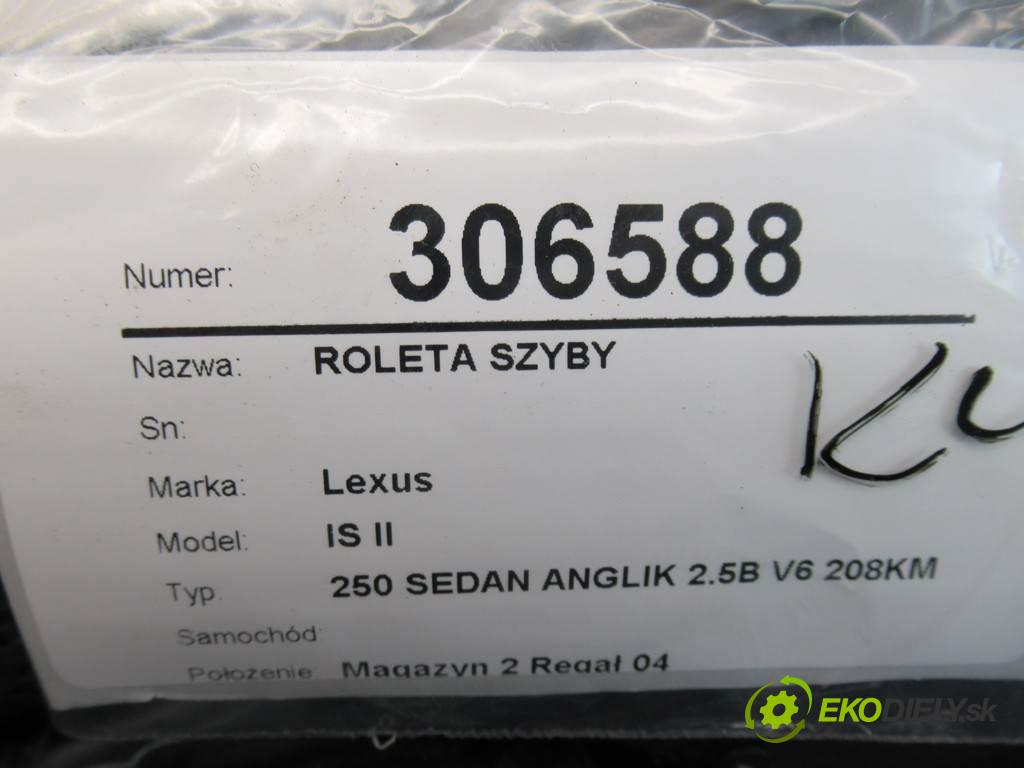 Numer: 306588
Nazwa: ROLETA SZYBY
Sn:
Marka: Lexus
Model: IS II
Typ. 250 SEDAN ANGLIK 2.5B V6 208KM
Samochód:
Położenie: Magazyn 2 Regał 04
EKODIELY.sk